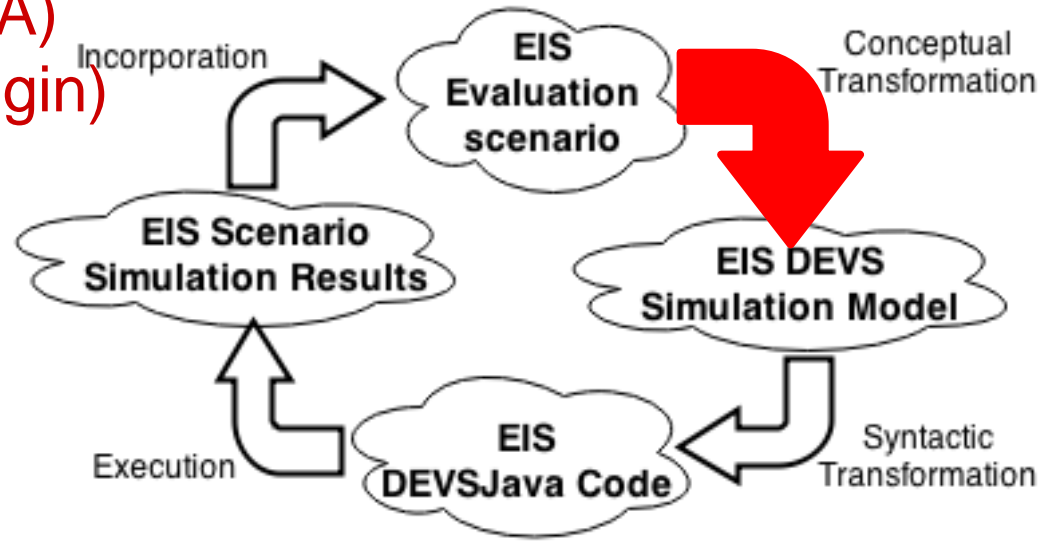 A)
gin)
Incorporation
EIS
Evaluation
scenario
Conceptual
Transformation
EIS Scenario
Simulation Results
EIS DEVS
Simulation Model
EIS
DEVSJava Code
Execution
Syntactic
Transformation